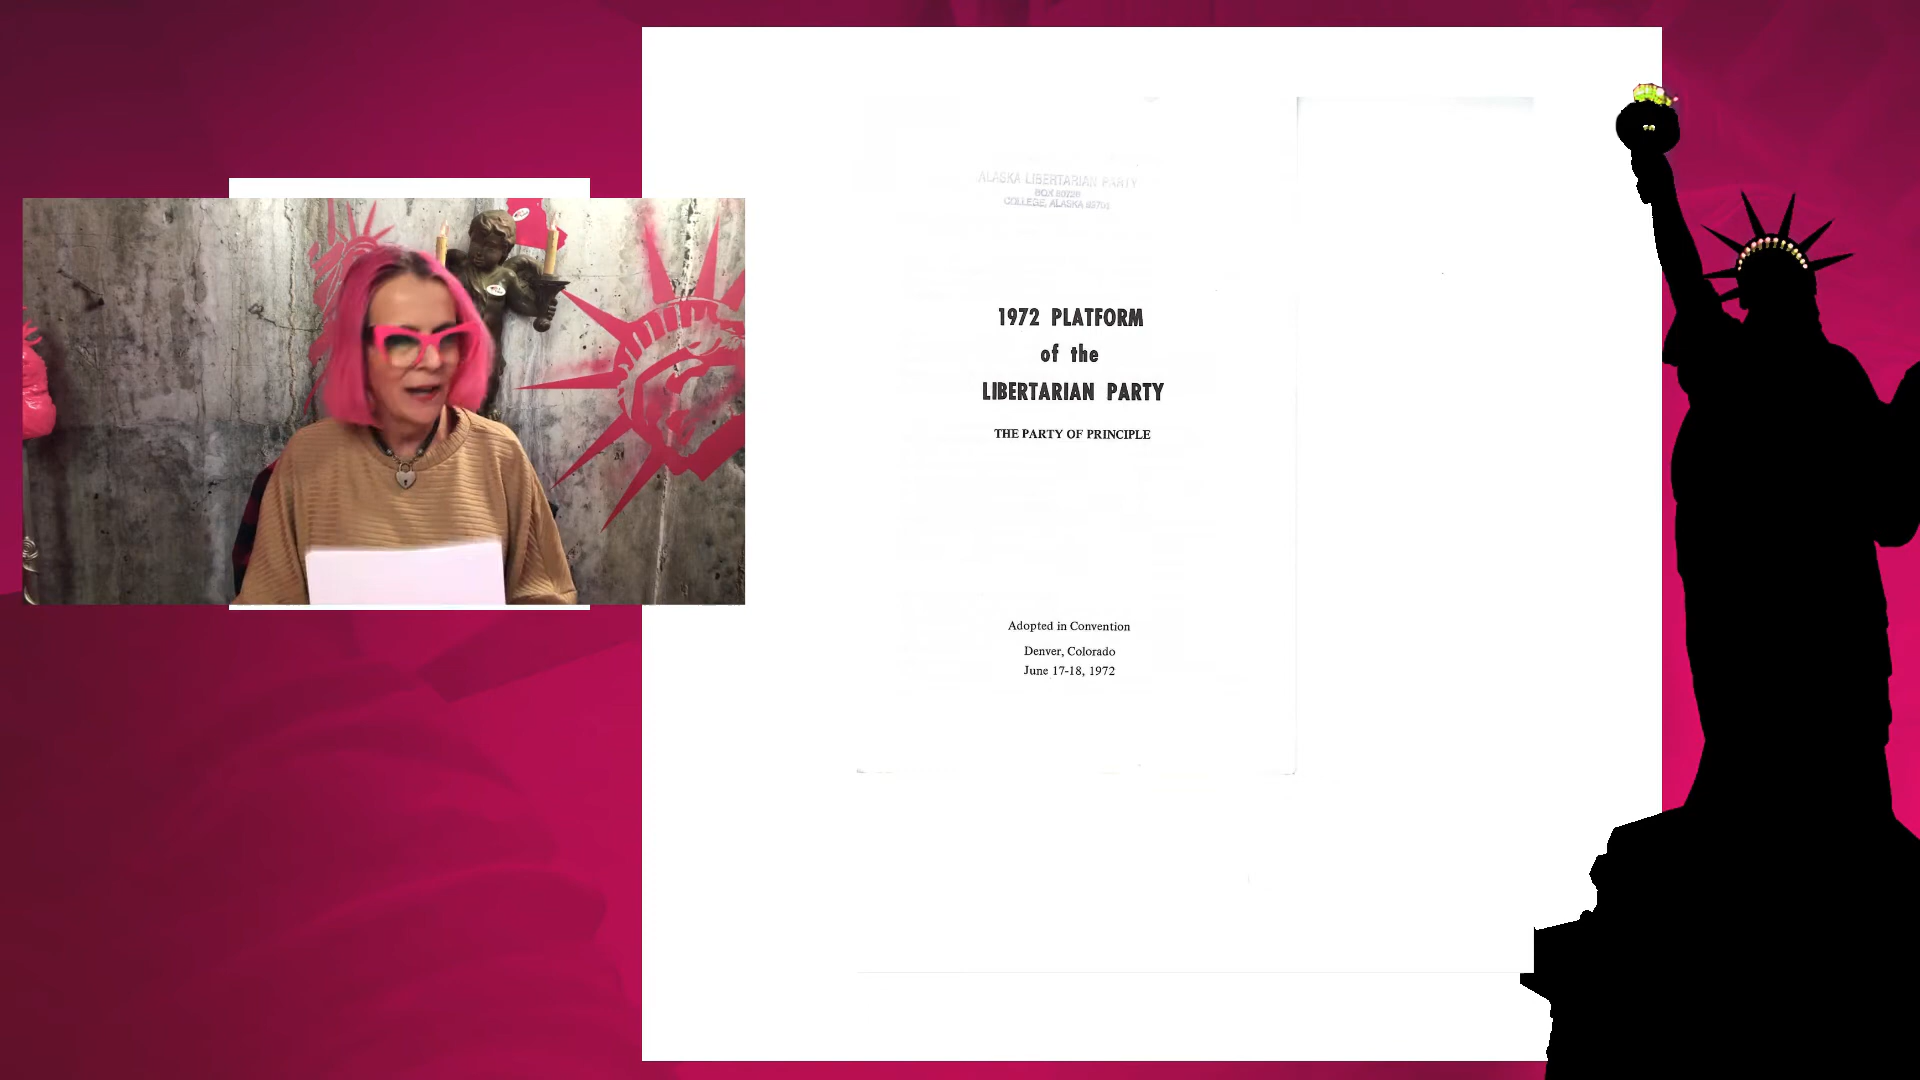 ALASKA LIBERTARIAN PARTY
COLLEGE, ALASKA
1972 PLATFORM
of the
LIBERTARIAN PARTY
THE PARTY OF PRINCIPLE
Adopted in Convention
Denver, Colorado
June 17-18, 1972